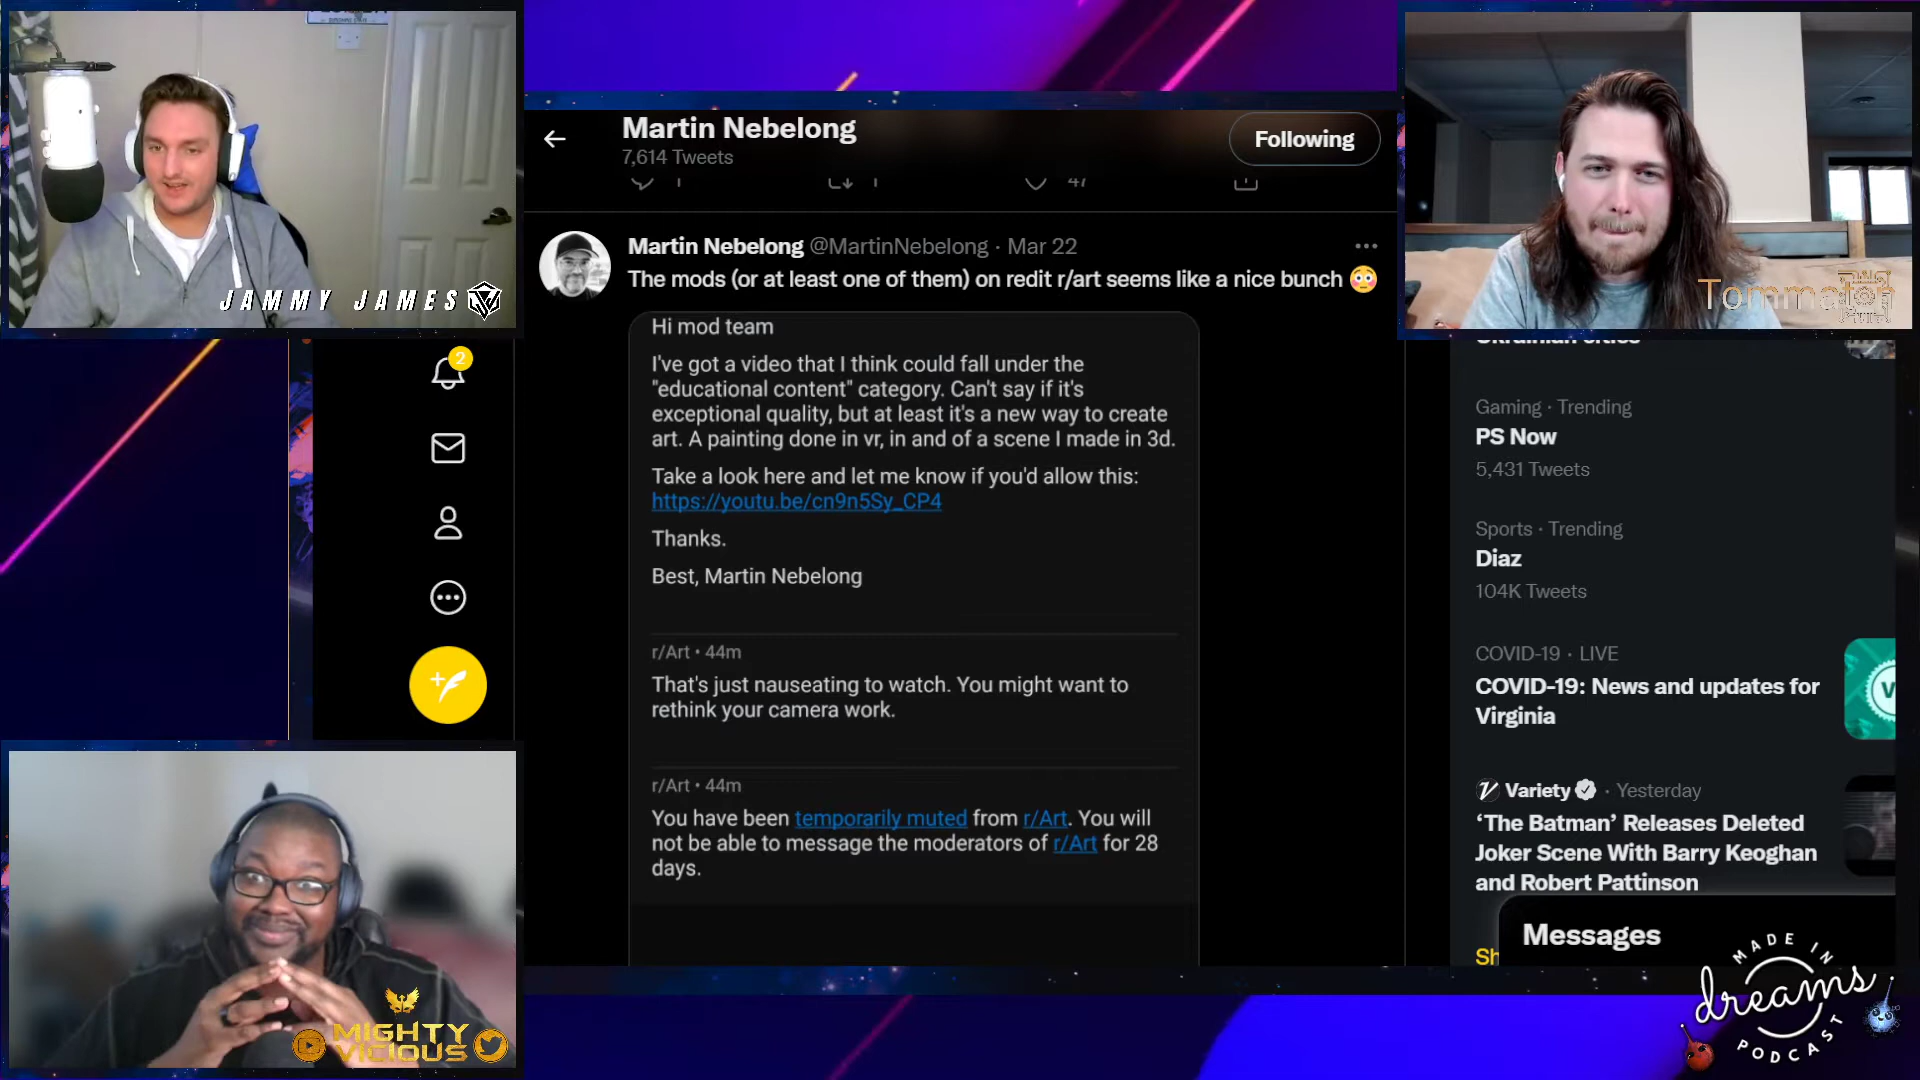 JAMMY JAMES
Martin Nebelong
7,614 Tweets
Following
1
1
47
Martin Nebelong @MartinNebelong · Mar 22
The mods (or at least one of them) on redit r/art seems like a nice bunch 😳
Hi mod team
I've got a video that I think could fall under the
"educational content" category. Can't say if it's
exceptional quality, but at least it's a new way to create
art. A painting done in vr, in and of a scene I made in 3d.
Take a look here and let me know if you'd allow this:
https://youtu.be/cn9n5Sy_CP4
Thanks.
Best, Martin Nebelong
r/Art • 44m
That's just nauseating to watch. You might want to
rethink your camera work.
r/Art • 44m
You have been temporarily muted from r/Art. You will
not be able to message the moderators of r/Art for 28
days.
2
Ukrainian cities
Gaming · Trending
PS Now
5,431 Tweets
Sports · Trending
Diaz
104K Tweets
COVID-19 · LIVE
COVID-19: News and updates for
Virginia
Variety · Yesterday
'The Batman' Releases Deleted
Joker Scene With Barry Keoghan
and Robert Pattinson
Sh
Messages
MIGHTY
VICIOUS
MADE IN
dreams
PODCAST